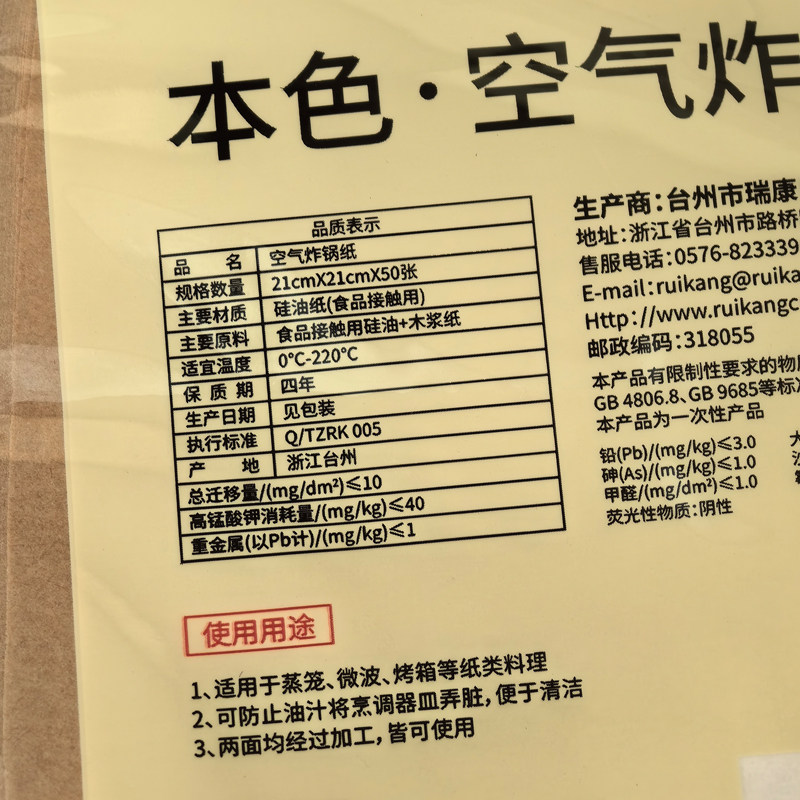 本色·空气炸
品质表示
品 名 空气炸锅纸
规格数量 21cmX21cmX50张
主要材质 硅油纸(食品接触用)
主要原料 食品接触用硅油+木浆纸
适宜温度 0°C-220°C
保 质 期 四年
生产日期 见包装
执行标准 Q/TZRK 005
产 地 浙江台州
总迁移量/(mg/dm²)≤10
高锰酸钾消耗量/(mg/kg)≤40
重金属(以Pb计)/(mg/kg)≤1
生产商:台州市瑞康
地址:浙江省台州市路桥
售服电话:0576-823339
E-mail:ruikang@ruika
Http://www.ruikangc
邮政编码:318055
本产品有限制性要求的物
GB 4806.8、GB 9685等标
本产品为一次性产品
铅(Pb)/(mg/kg)≤3.0
砷(As)/(mg/kg)≤1.0
甲醛/(mg/dm²)≤1.0
荧光性物质:阴性
使用用途
1、适用于蒸笼、微波、烤箱等纸类料理
2、可防止油汁将烹调器皿弄脏,便于清洁
3、两面均经过加工,皆可使用